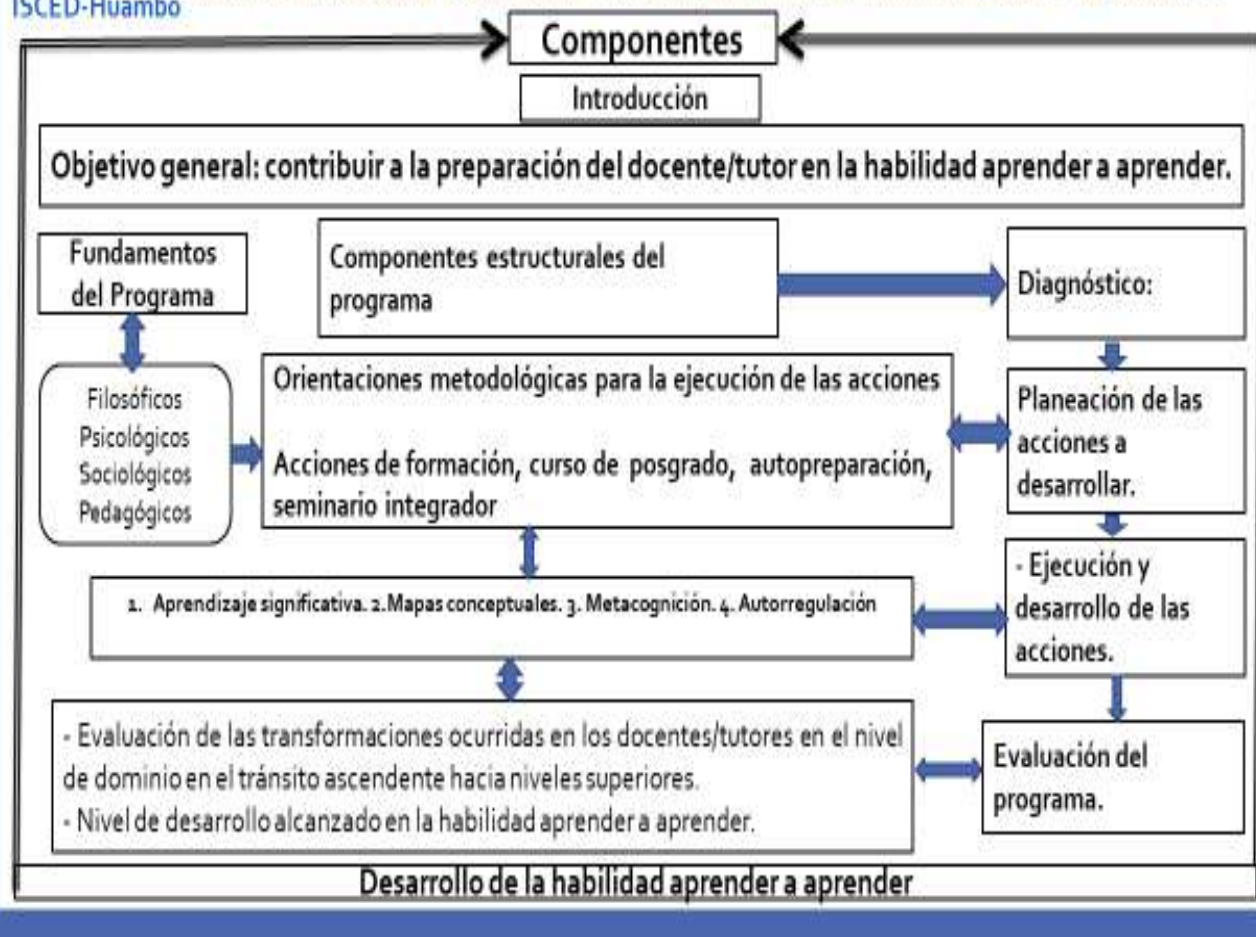 ISCED-Huambo
Componentes
Introducción
Objetivo general: contribuir a la preparación del docente/tutor en la habilidad aprender a aprender.
Fundamentos
del Programa
Componentes estructurales del
programa
Diagnóstico:
Filosóficos
Psicológicos
Sociológicos
Pedagógicos
Orientaciones metodológicas para la ejecución de las acciones
Acciones de formación, curso de posgrado, autopreparación,
seminario integrador
Planeación de las
acciones a
desarrollar.
1. Aprendizaje significativa. 2.Mapas conceptuales. 3. Metacognición. 4. Autorregulación
- Ejecución y
desarrollo de las
acciones.
- Evaluación de las transformaciones ocurridas en los docentes/tutores en el nivel
de dominio en el tránsito ascendente hacia niveles superiores.
- Nivel de desarrollo alcanzado en la habilidad aprender a aprender.
Evaluación del
programa.
Desarrollo de la habilidad aprender a aprender